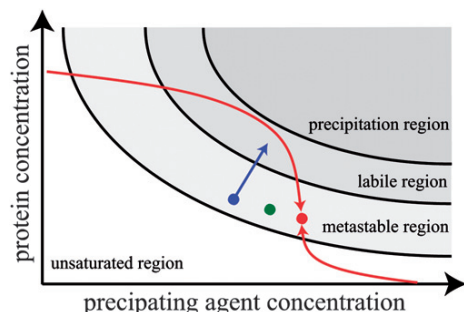 protein concentration
precipitation region
labile region
metastable region
unsaturated region
precipating agent concentration